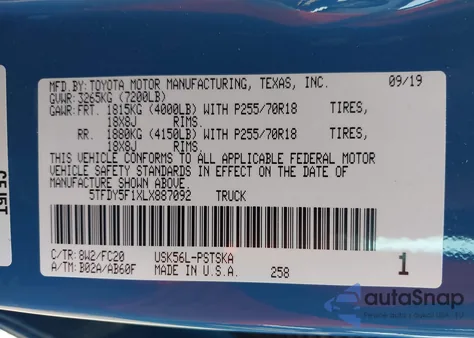 MFD.BY:TOYOTA MOTOR MANUFACTURING, TEXAS, INC. 09/19
GVWR:3265KG (7200LB)
GAWR:FRT. 1815KG (4000LB) WITH P255/70R18 TIRES,
18X8J RIMS.
RR. 1880KG (4150LB) WITH P255/70R18 TIRES,
18X8J RIMS.
THIS VEHICLE CONFORMS TO ALL APPLICABLE FEDERAL MOTOR
VEHICLE SAFETY STANDARDS IN EFFECT ON THE DATE OF
MANUFACTURE SHOWN ABOVE.
5TFDY5F1XLX887092 TRUCK
C/TR:8W2/FC20 USK56L-PSTSKA
A/TM:B02A/AB60F MADE IN U.S.A. 258 1
autoSnap